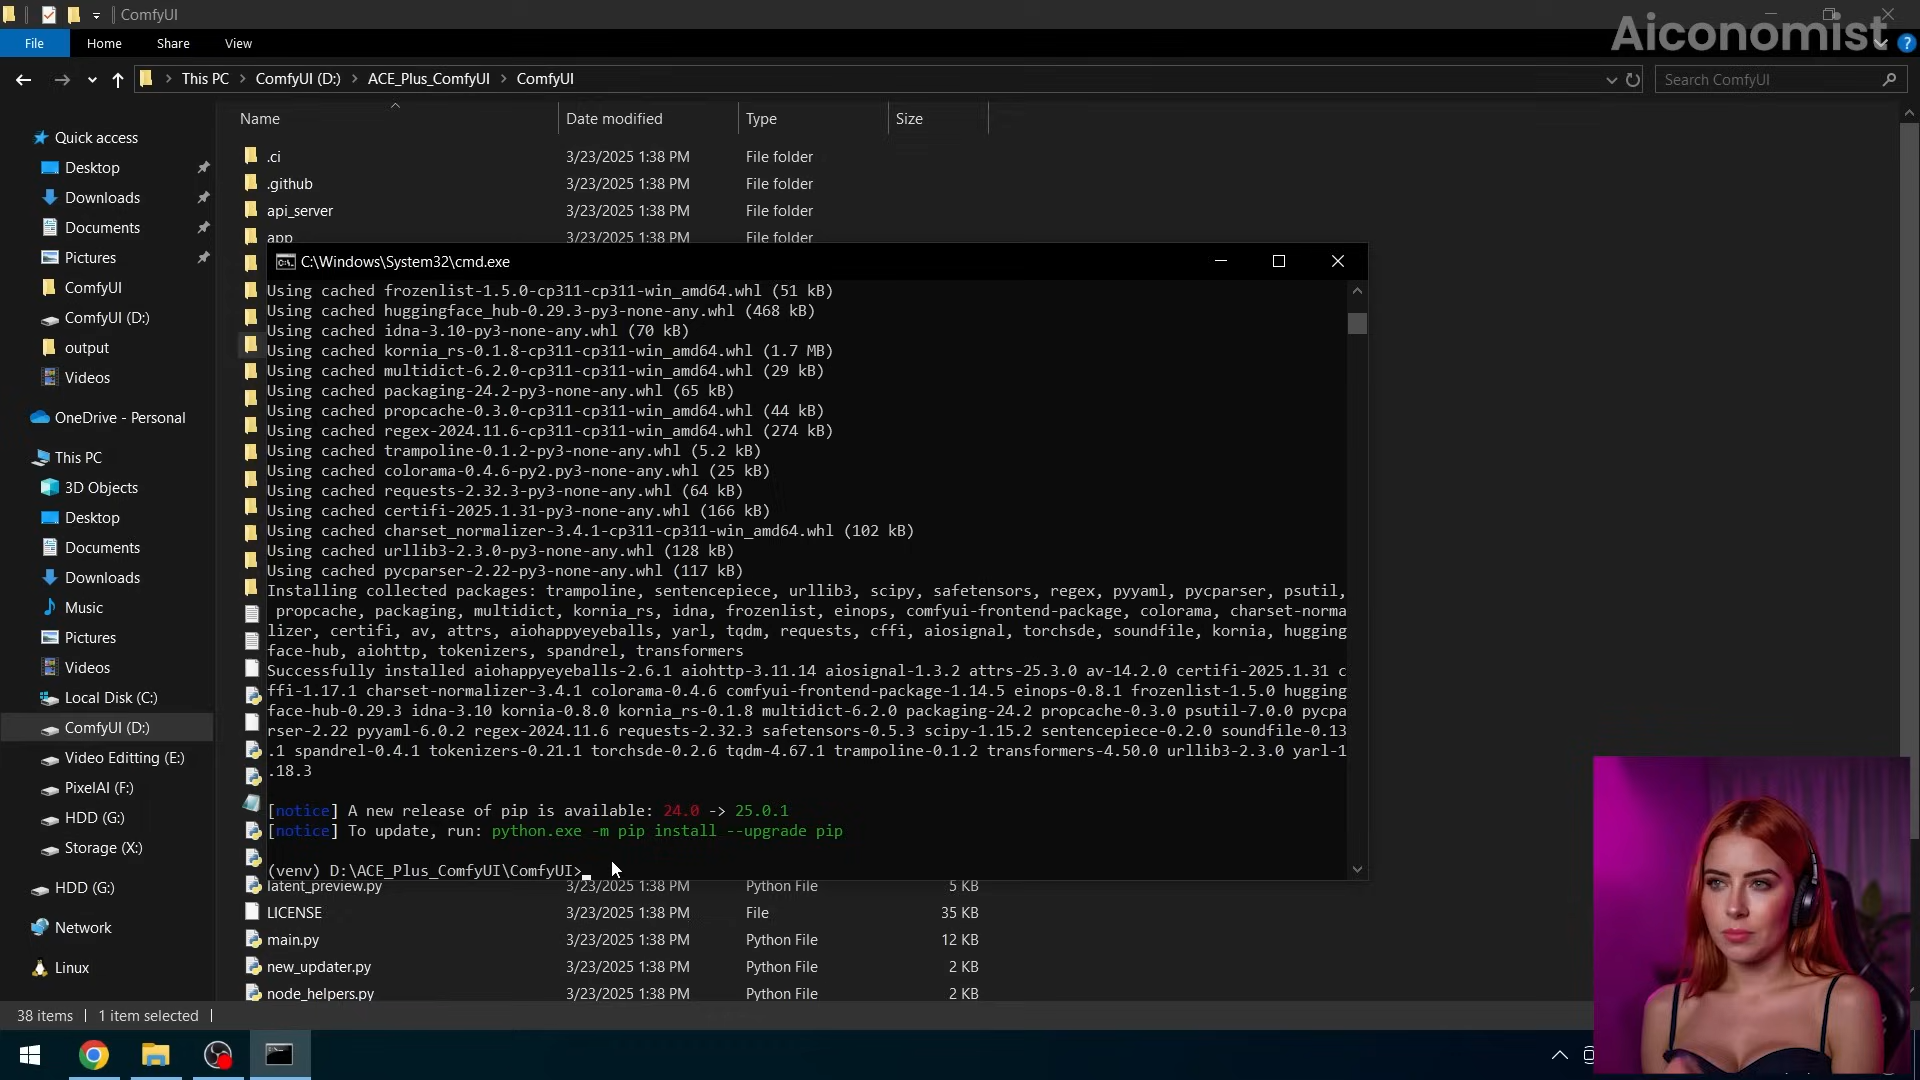 ComfyUI
Aiconomist
File Home Share View
This PC ComfyUI (D:) ACE_Plus_ComfyUI ComfyUI
Search ComfyUI
Name Date modified Type Size
.ci 3/23/2025 1:38 PM File folder
.github 3/23/2025 1:38 PM File folder
api_server 3/23/2025 1:38 PM File folder
app 3/23/2025 1:38 PM File folder
Quick access
Desktop
Downloads
Documents
Pictures
ComfyUI
ComfyUI (D:)
output
Videos
OneDrive - Personal
This PC
3D Objects
Desktop
Documents
Downloads
Music
Pictures
Videos
Local Disk (C:)
ComfyUI (D:)
Video Editting (E:)
PixelAI (F:)
HDD (G:)
Storage (X:)
HDD (G:)
Network
Linux
C:\Windows\System32\cmd.exe
Using cached frozenlist-1.5.0-cp311-cp311-win_amd64.whl (51 kB)
Using cached huggingface_hub-0.29.3-py3-none-any.whl (468 kB)
Using cached idna-3.10-py3-none-any.whl (70 kB)
Using cached kornia_rs-0.1.8-cp311-cp311-win_amd64.whl (1.7 MB)
Using cached multidict-6.2.0-cp311-cp311-win_amd64.whl (29 kB)
Using cached packaging-24.2-py3-none-any.whl (65 kB)
Using cached propcache-0.3.0-cp311-cp311-win_amd64.whl (44 kB)
Using cached regex-2024.11.6-cp311-cp311-win_amd64.whl (274 kB)
Using cached trampoline-0.1.2-py3-none-any.whl (5.2 kB)
Using cached colorama-0.4.6-py2.py3-none-any.whl (25 kB)
Using cached requests-2.32.3-py3-none-any.whl (64 kB)
Using cached certifi-2025.1.31-py3-none-any.whl (166 kB)
Using cached charset_normalizer-3.4.1-cp311-cp311-win_amd64.whl (102 kB)
Using cached urllib3-2.3.0-py3-none-any.whl (128 kB)
Using cached pycparser-2.22-py3-none-any.whl (117 kB)
Installing collected packages: trampoline, sentencepiece, urllib3, scipy, safetensors, regex, pyyaml, pycparser, psutil,
propcache, packaging, multidict, kornia_rs, idna, frozenlist, einops, comfyui-frontend-package, colorama, charset-norma
lizer, certifi, av, attrs, aiohappyeyeballs, yarl, tqdm, requests, cffi, aiosignal, torchsde, soundfile, kornia, hugging
face-hub, aiohttp, tokenizers, spandrel, transformers
Successfully installed aiohappyeyeballs-2.6.1 aiohttp-3.11.14 aiosignal-1.3.2 attrs-25.3.0 av-14.2.0 certifi-2025.1.31 c
ffi-1.17.1 charset-normalizer-3.4.1 colorama-0.4.6 comfyui-frontend-package-1.14.5 einops-0.8.1 frozenlist-1.5.0 hugging
face-hub-0.29.3 idna-3.10 kornia-0.8.0 kornia_rs-0.1.8 multidict-6.2.0 packaging-24.2 propcache-0.3.0 psutil-7.0.0 pycpa
rser-2.22 pyyaml-6.0.2 regex-2024.11.6 requests-2.32.3 safetensors-0.5.3 scipy-1.15.2 sentencepiece-0.2.0 soundfile-0.13
.1 spandrel-0.4.1 tokenizers-0.21.1 torchsde-0.2.6 tqdm-4.67.1 trampoline-0.1.2 transformers-4.50.0 urllib3-2.3.0 yarl-1
.18.3
[notice] A new release of pip is available: 24.0 -> 25.0.1
[notice] To update, run: python.exe -m pip install --upgrade pip
(venv) D:\ACE_Plus_ComfyUI\ComfyUI>
latent_preview.py 3/23/2025 1:38 PM Python File 5 KB
LICENSE 3/23/2025 1:38 PM File 35 KB
main.py 3/23/2025 1:38 PM Python File 12 KB
new_updater.py 3/23/2025 1:38 PM Python File 2 KB
node_helpers.py 3/23/2025 1:38 PM Python File 2 KB
38 items 1 item selected